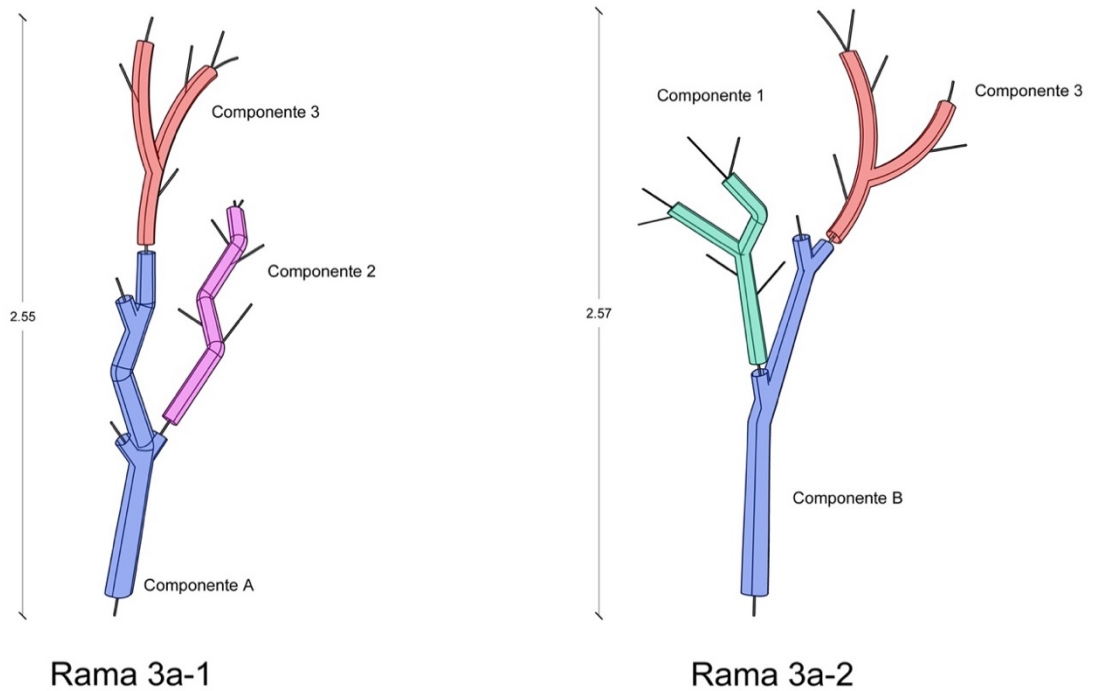 Componente 3
Componente 2
2.55
Componente A
Rama 3a-1
Componente 1
Componente 3
2.57
Componente B
Rama 3a-2